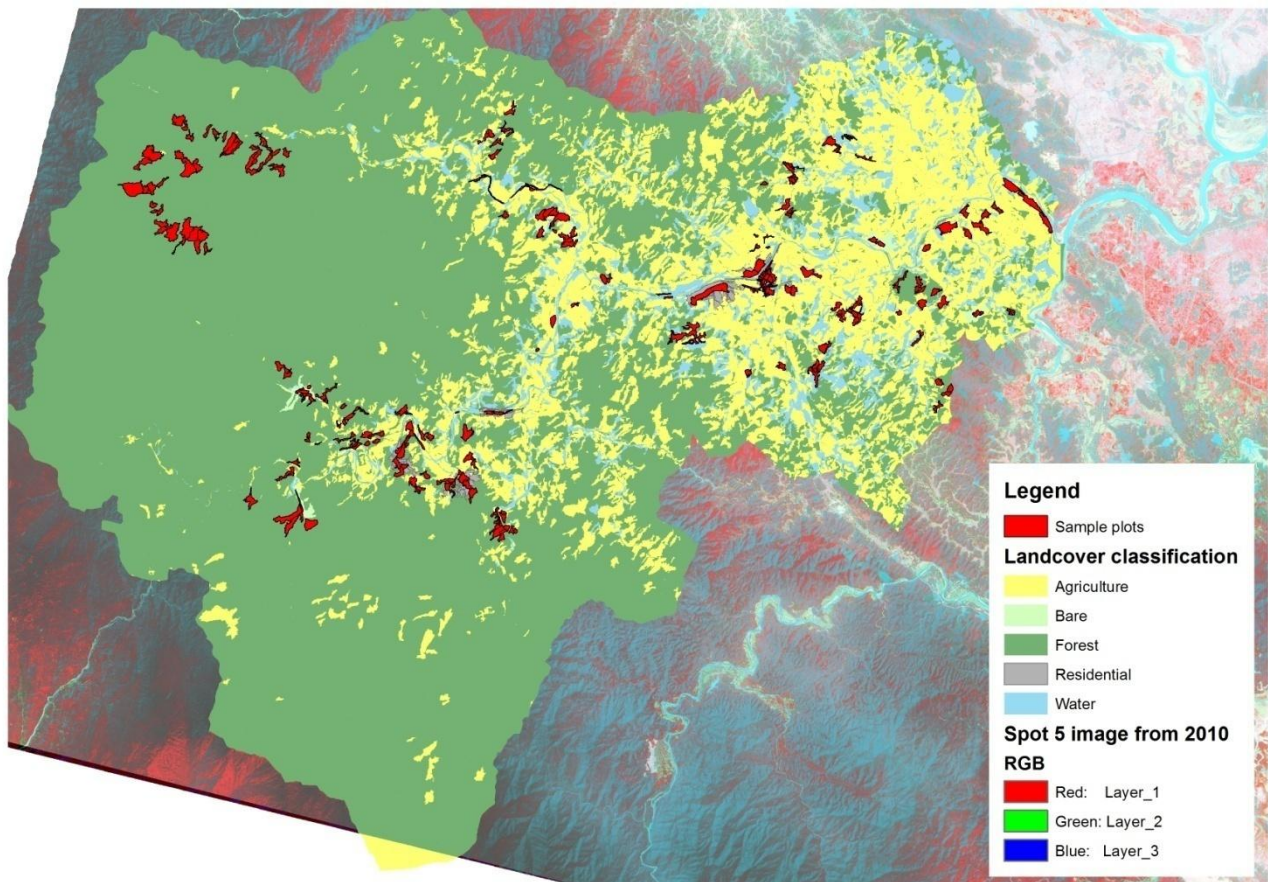 Legend
Sample plots
Landcover classification
Agriculture
Bare
Forest
Residential
Water
Spot 5 image from 2010
RGB
Red: Layer_1
Green: Layer_2
Blue: Layer_3